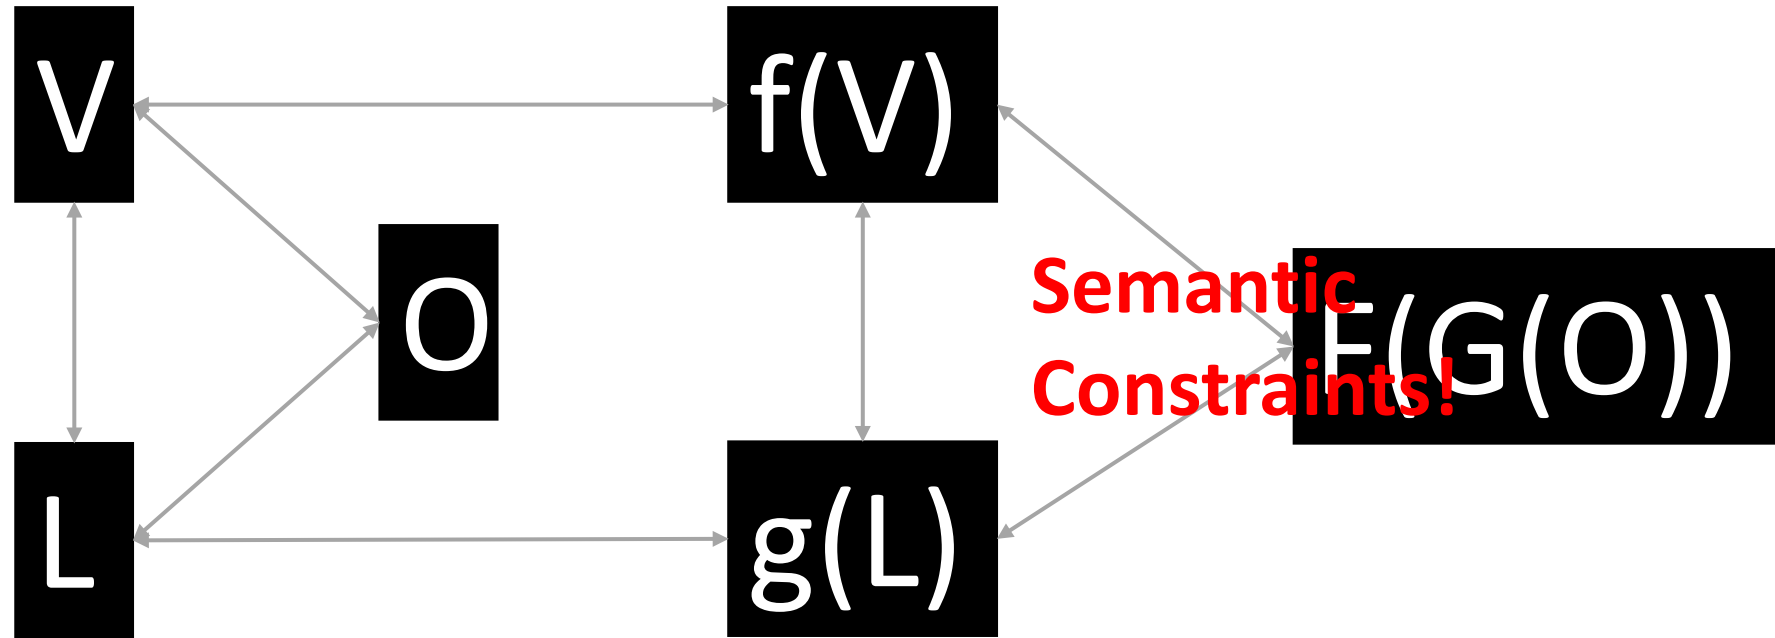 V
f(V)
O
Semantic
Constraints!
F(G(O))
L
g(L)